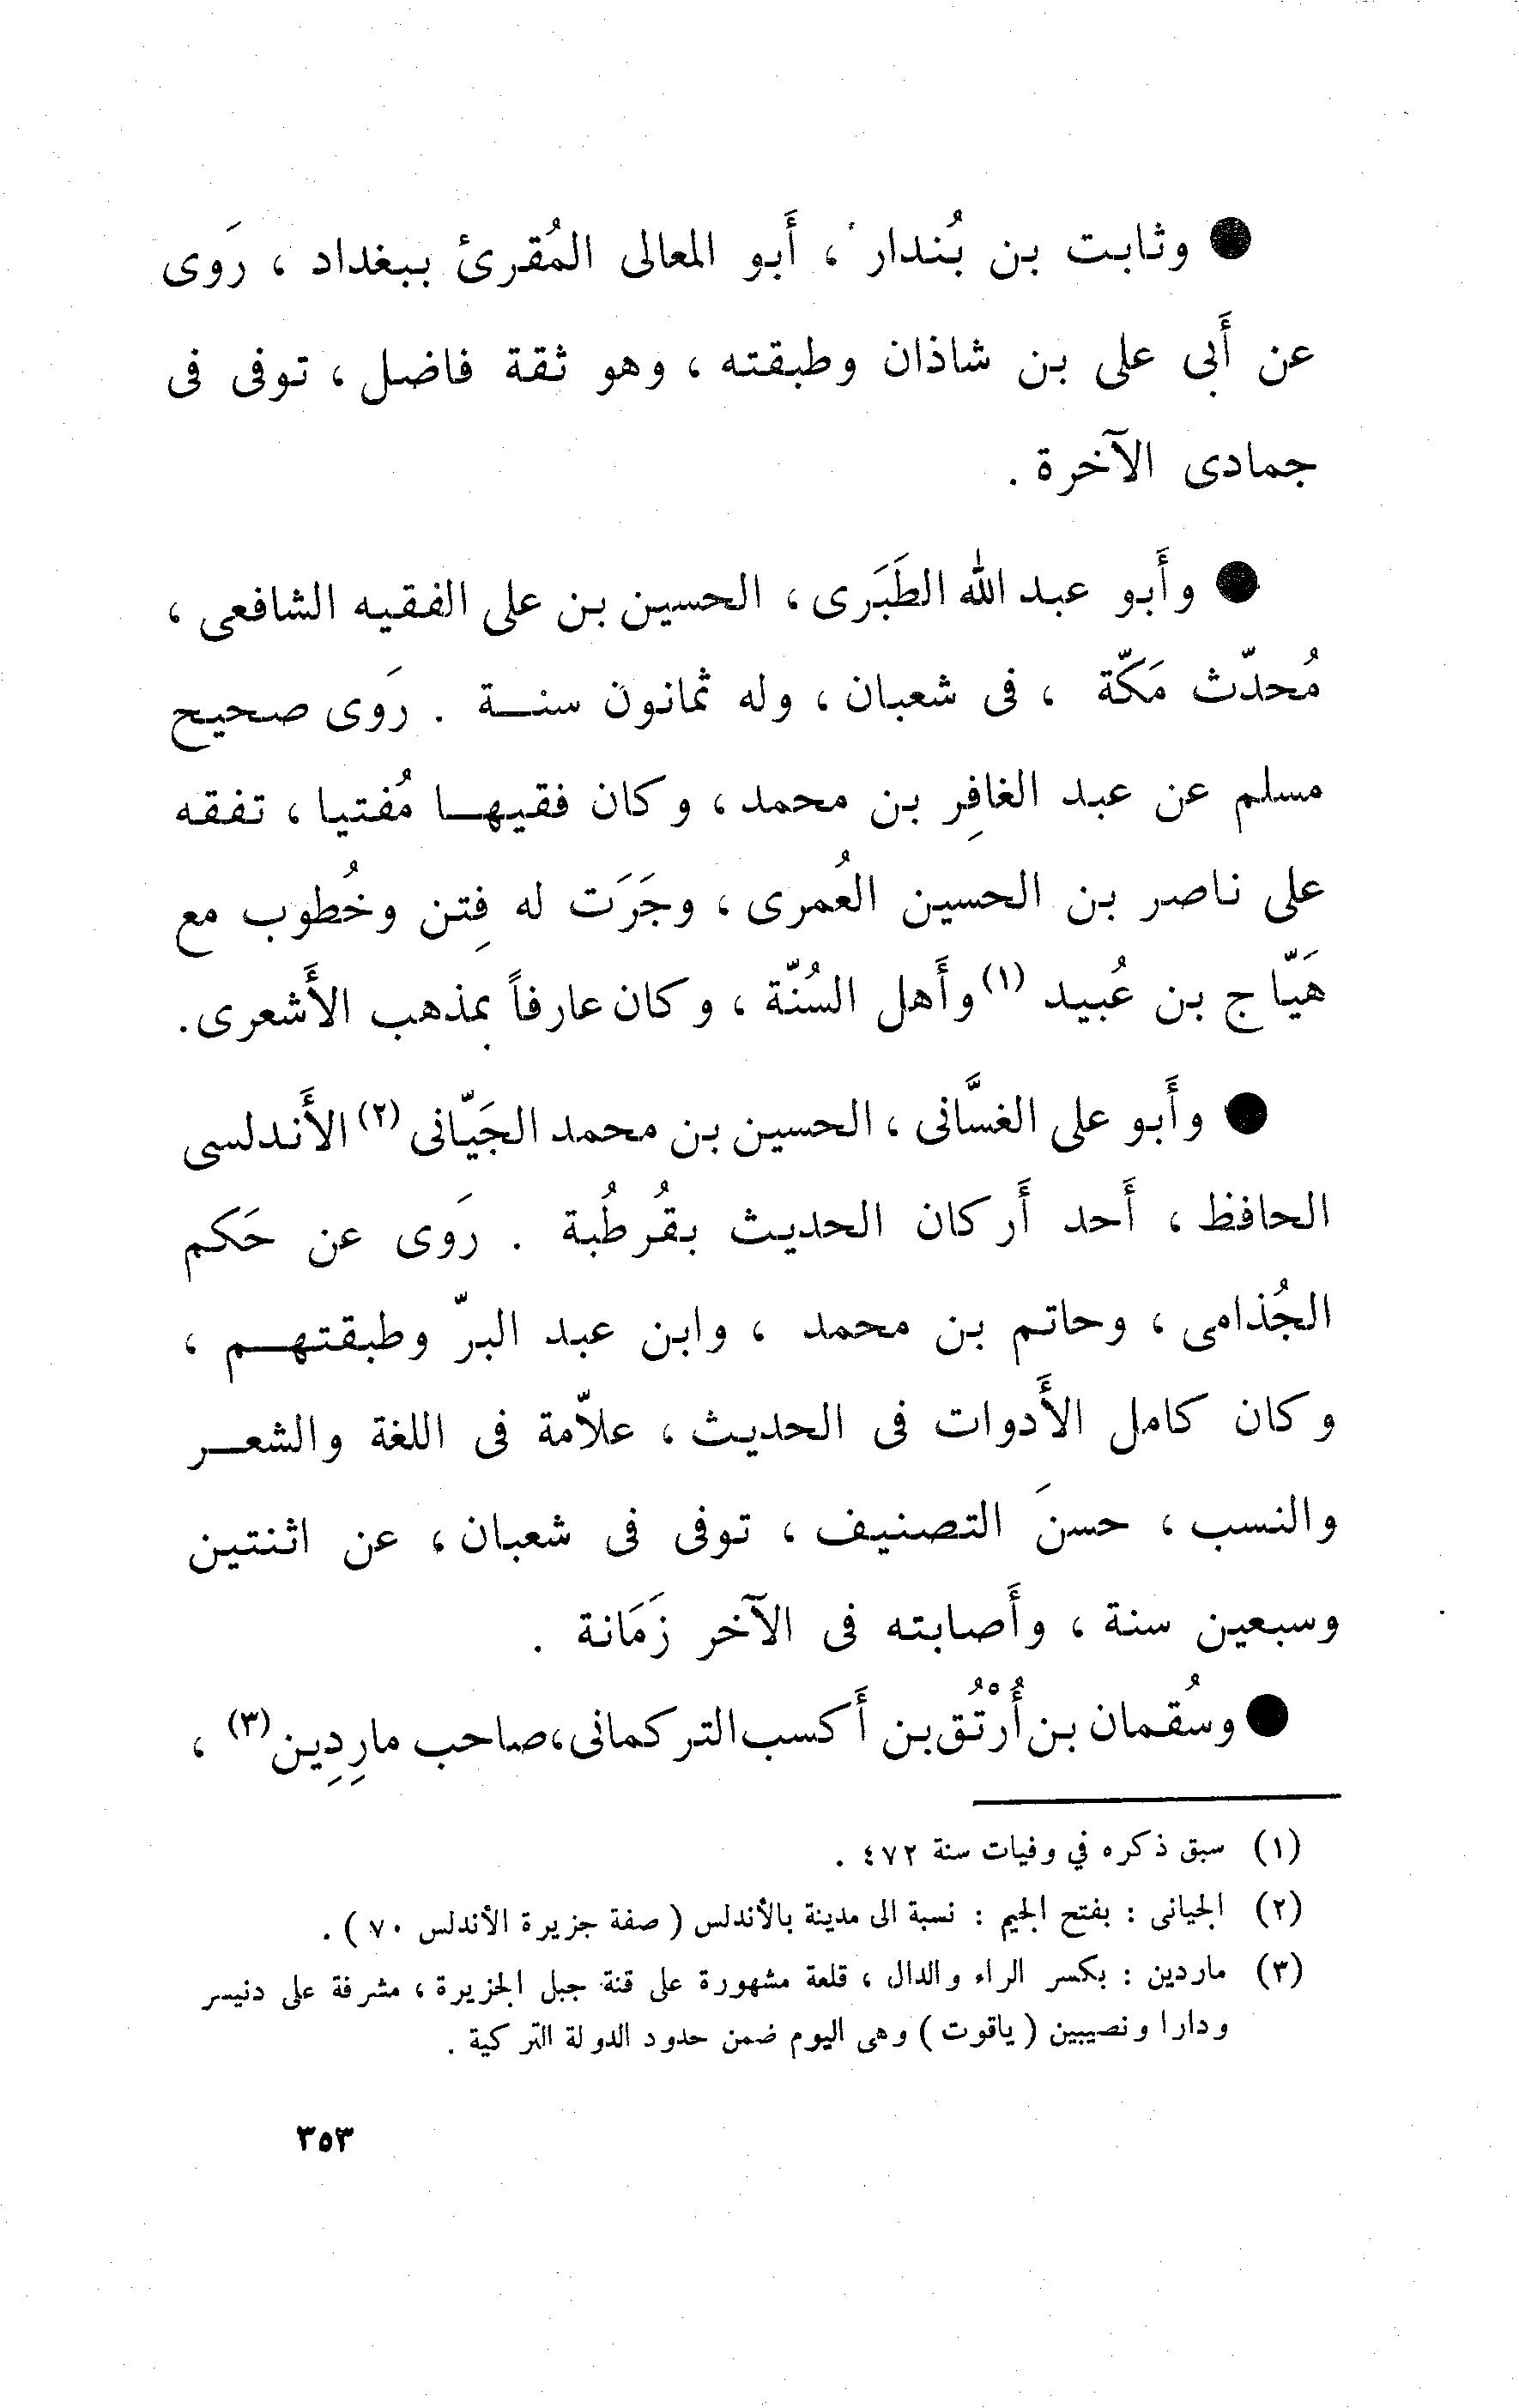 ● وثابت بن بُندار ، أَبو المعالى المُقرئ ببغداد ، رَوى
عن أَبى على بن شاذان وطبقته ، وهو ثقة فاضل ، توفى فى
جمادى الآخرة .
● وأَبو عبد الله الطَبَرى ، الحسين بن على الفقيه الشافعى ،
مُحدّث مَكّة ، فى شعبان ، وله ثمانون سنــة . رَوى صحيح
مسلم عن عبد الغافِر بن محمد ، وكان فقيهــا مُفتيا ، تفقه
على ناصر بن الحسين العُمرى ، وجَرَت له فِتن وخُطوب مع
هَيّاج بن عُبيد (١) وأَهل السُنّة ، وكان عارفاً بمذهب الأَشعرى.
● وأَبو على الغسَّانى ، الحسين بن محمد الجَيّانى (٢) الأَندلسى
الحافظ ، أَحد أَركان الحديث بقُرطُبة . رَوى عن حَكم
الجُذامى ، وحاتم بن محمد ، وابن عبد البرّ وطبقتهــم ،
وكان كامل الأَدوات فى الحديث ، علاّمة فى اللغة والشعــر
والنسب ، حسنَ التصنيف ، توفى فى شعبان ، عن اثنتين
وسبعين سنة ، وأَصابته فى الآخر زَمَانة .
● وسُقمان بن أُرْتُق بن أَكسب التركمانى،صاحب مارِدِين (٣) ،
(١) سبق ذكره في وفيات سنة ٤٧٢ .
(٢) الجيانى : بفتح الجيم : نسبة الى مدينة بالأندلس ( صفة جزيرة الأندلس ٧٠ ) .
(٣) ماردين : بكسر الراء والدال ، قلعة مشهورة على قنة جبل الجزيرة ، مشرفة على دنيسر
ودارا ونصيبين ( ياقوت ) وهى اليوم ضمن حدود الدولة التركية .
٣٥٣